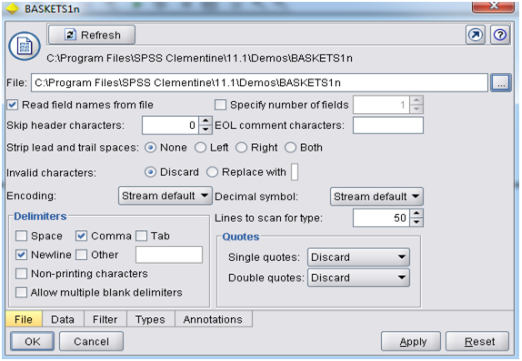 BASKETS1n
Refresh
C:\Program Files\SPSS Clementine\11.1\Demos\BASKETS1n
File: C:\Program Files\SPSS Clementine\11.1\Demos\BASKETS1n ...
Read field names from file Specify number of fields 1
Skip header characters: 0 EOL comment characters:
Strip lead and trail spaces: None Left Right Both
Invalid characters: Discard Replace with
Encoding: Stream default Decimal symbol: Stream default
Delimiters Lines to scan for type: 50
Space Comma Tab Quotes
Newline Other Single quotes: Discard
Non-printing characters Double quotes: Discard
Allow multiple blank delimiters
File Data Filter Types Annotations
OK Cancel Apply Reset